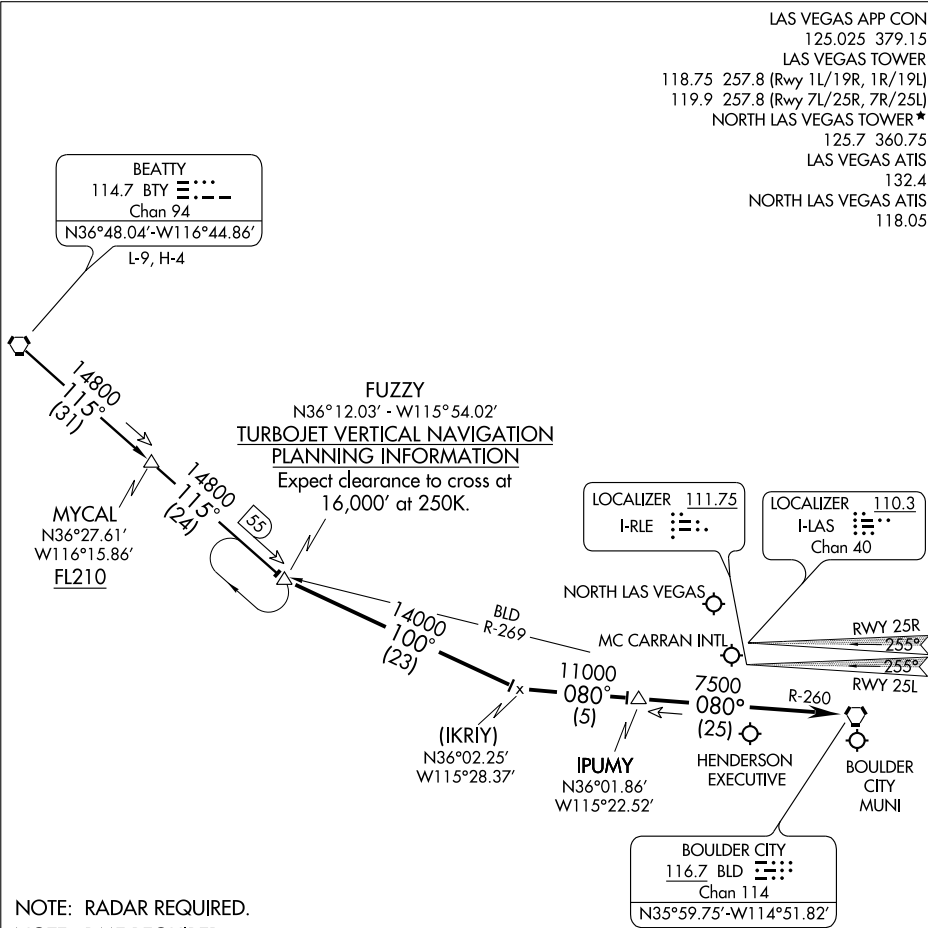 LAS VEGAS APP CON
125.025 379.15
LAS VEGAS TOWER
118.75 257.8 (Rwy 1L/19R, 1R/19L)
119.9 257.8 (Rwy 7L/25R, 7R/25L)
NORTH LAS VEGAS TOWER★
125.7 360.75
LAS VEGAS ATIS
132.4
NORTH LAS VEGAS ATIS
118.05
BEATTY
114.7 BTY
Chan 94
N36°48.04'-W116°44.86'
L-9, H-4
14800
115°
(31)
MYCAL
N36°27.61'
W116°15.86'
FL210
14800
115°
(24)
55
FUZZY
N36°12.03' - W115°54.02'
TURBOJET VERTICAL NAVIGATION
PLANNING INFORMATION
Expect clearance to cross at
16,000' at 250K.
LOCALIZER 111.75
I-RLE
LOCALIZER 110.3
I-LAS
Chan 40
NORTH LAS VEGAS
MC CARRAN INTL
RWY 25R
255°
255°
RWY 25L
BLD
R-269
14000
100°
(23)
11000
080°
(5)
7500
080°
(25)
R-260
(IKRIY)
N36°02.25'
W115°28.37'
IPUMY
N36°01.86'
W115°22.52'
HENDERSON
EXECUTIVE
BOULDER
CITY
MUNI
BOULDER CITY
116.7 BLD
Chan 114
N35°59.75'-W114°51.82'
NOTE: RADAR REQUIRED.